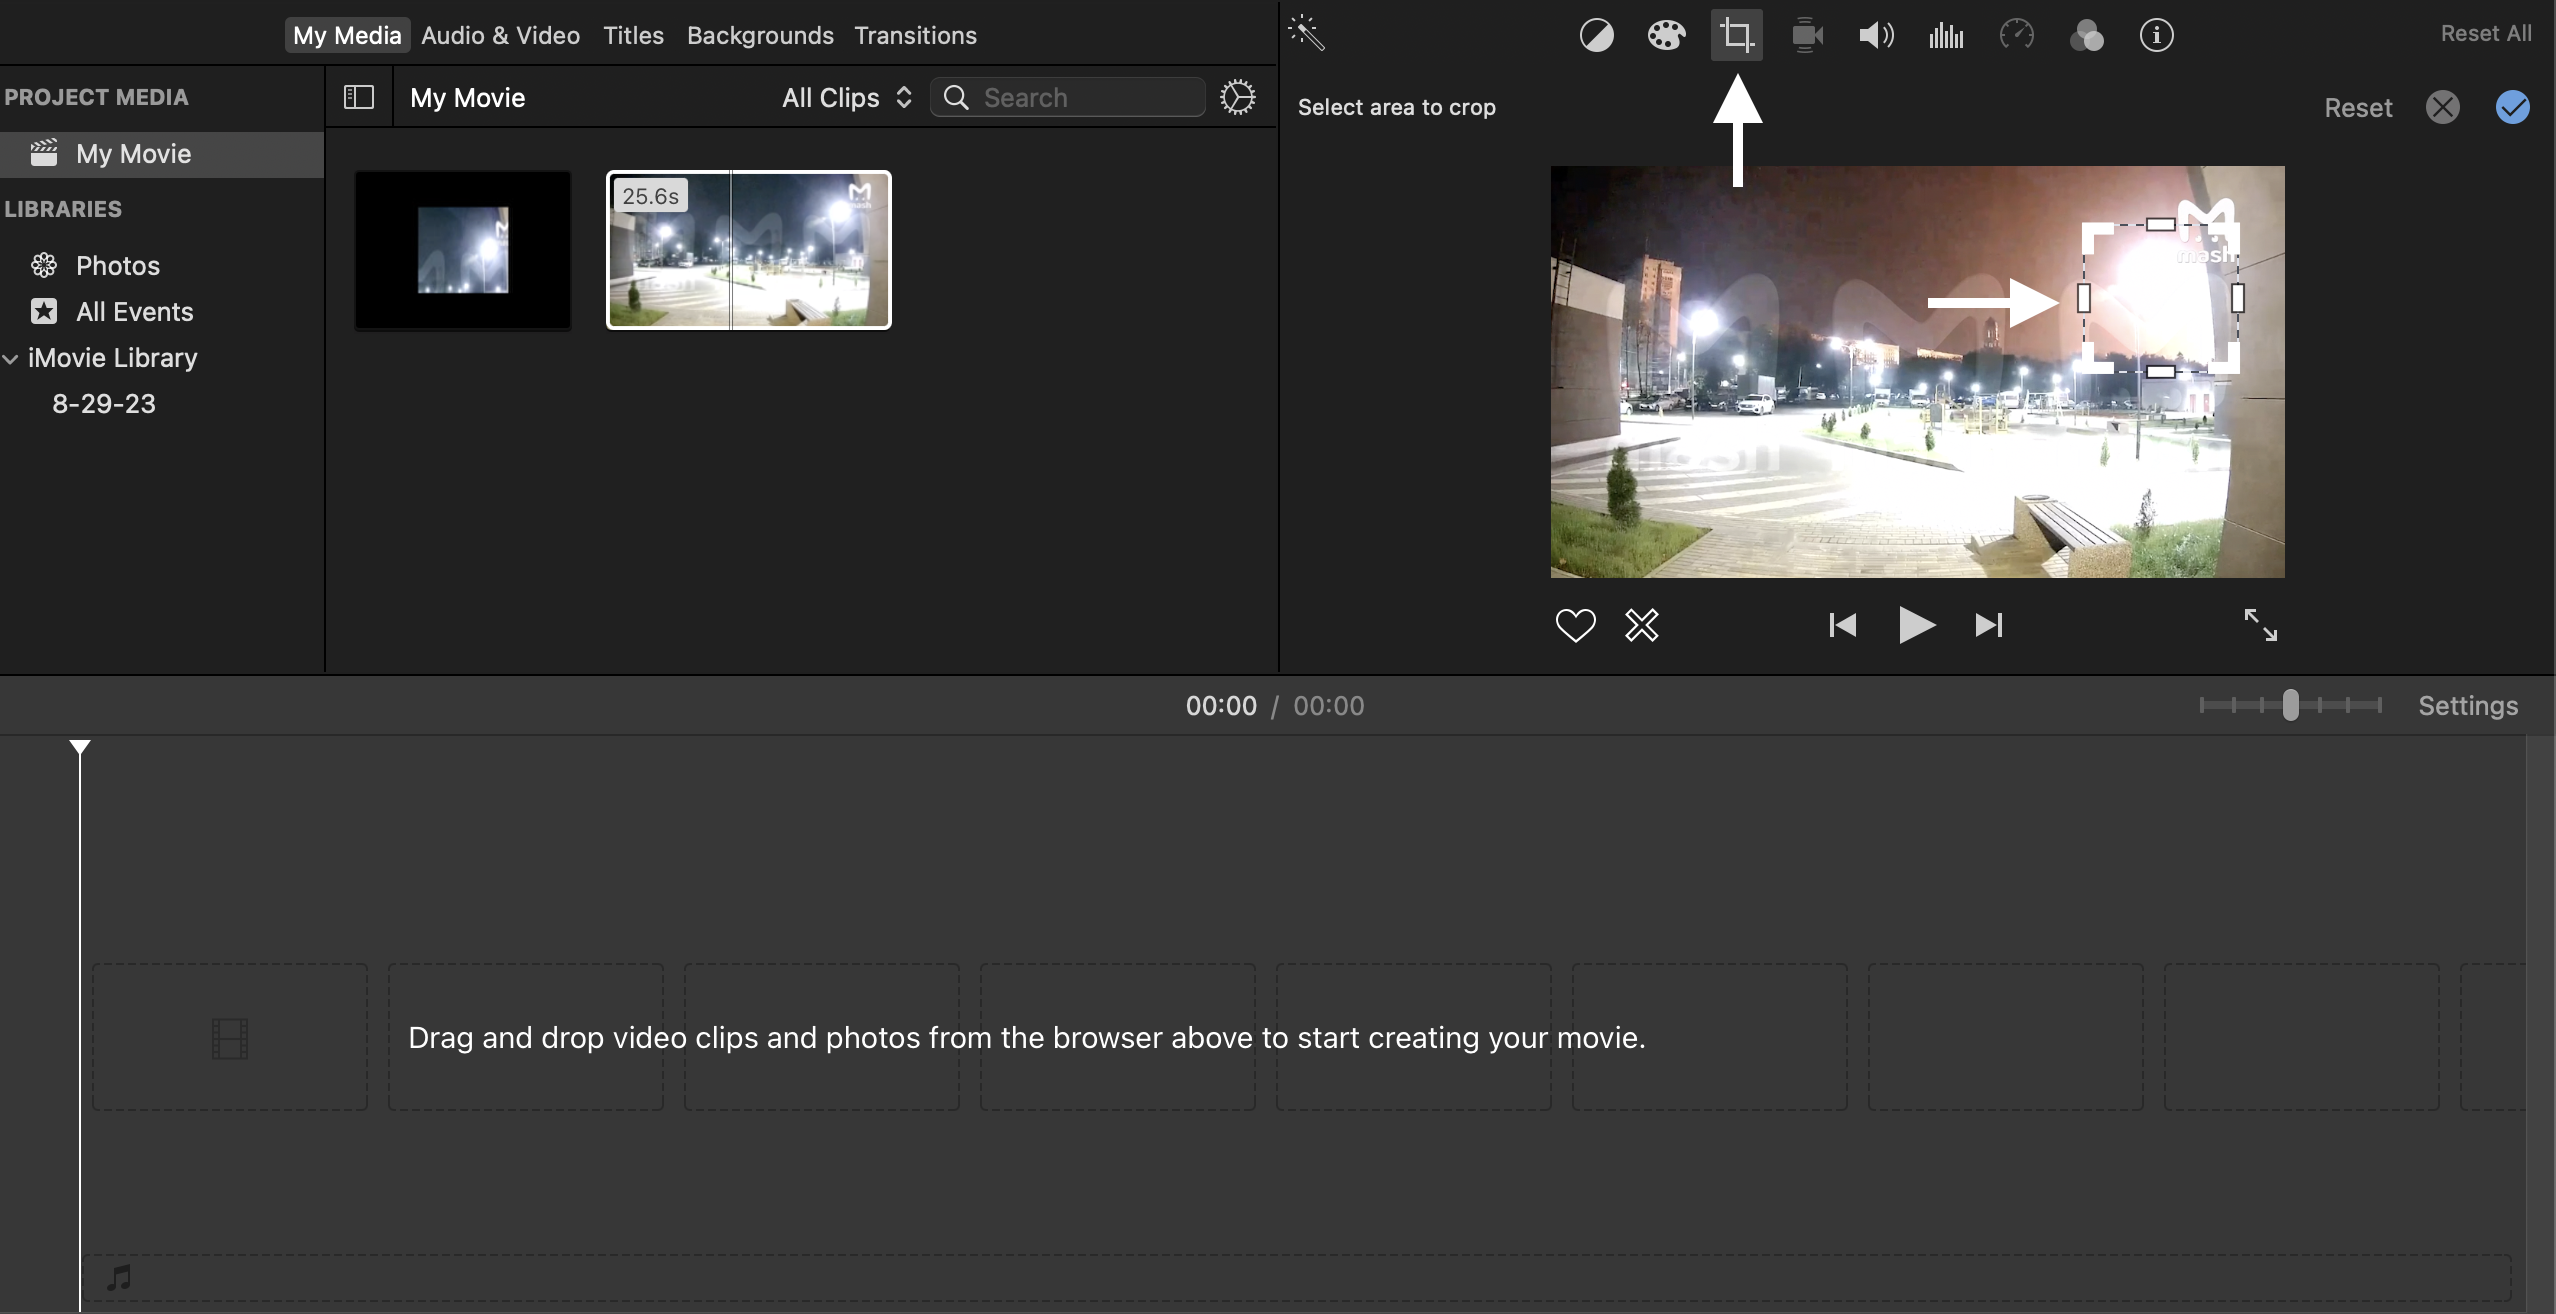 My Media Audio & Video Titles Backgrounds Transitions
Reset All
PROJECT MEDIA
My Movie
All Clips
Search
Select area to crop
Reset
My Movie
25.6s
mash
mash
LIBRARIES
Photos
All Events
iMovie Library
8-29-23
00:00 / 00:00
Settings
Drag and drop video clips and photos from the browser above to start creating your movie.